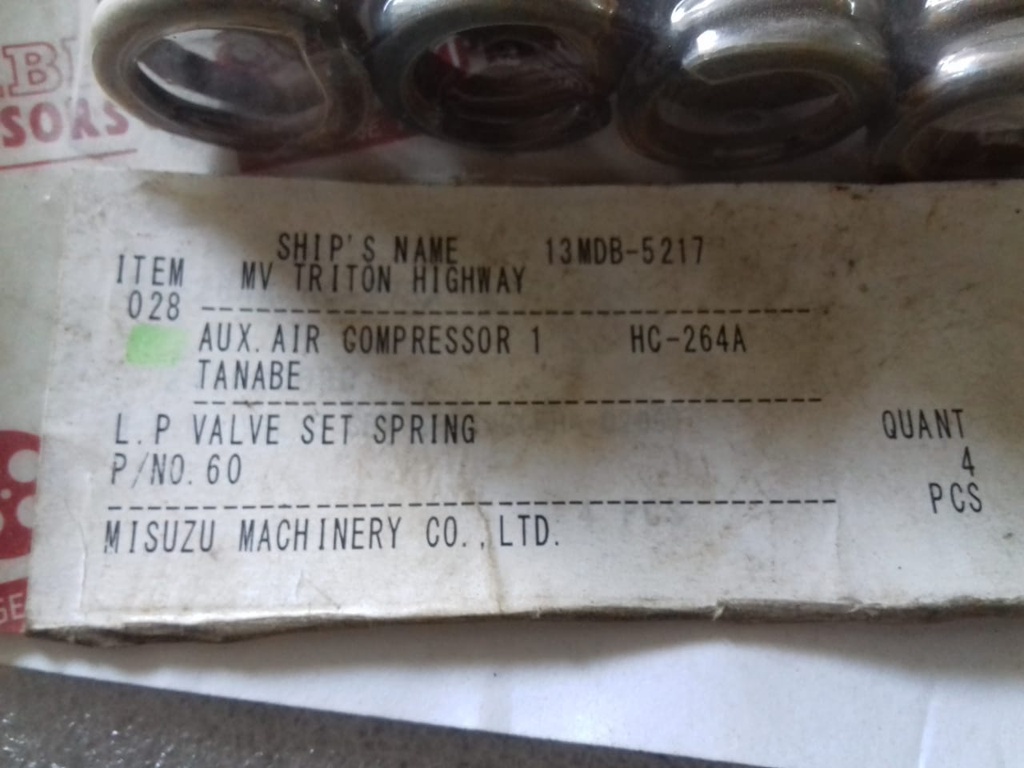 SORS
SHIP'S NAME 13MDB-5217
ITEM MV TRITON HIGHWAY
028
AUX. AIR COMPRESSOR 1 HC-264A
TANABE
L.P VALVE SET SPRING QUANT
P/NO. 60 4
PCS
MISUZU MACHINERY CO.,LTD.